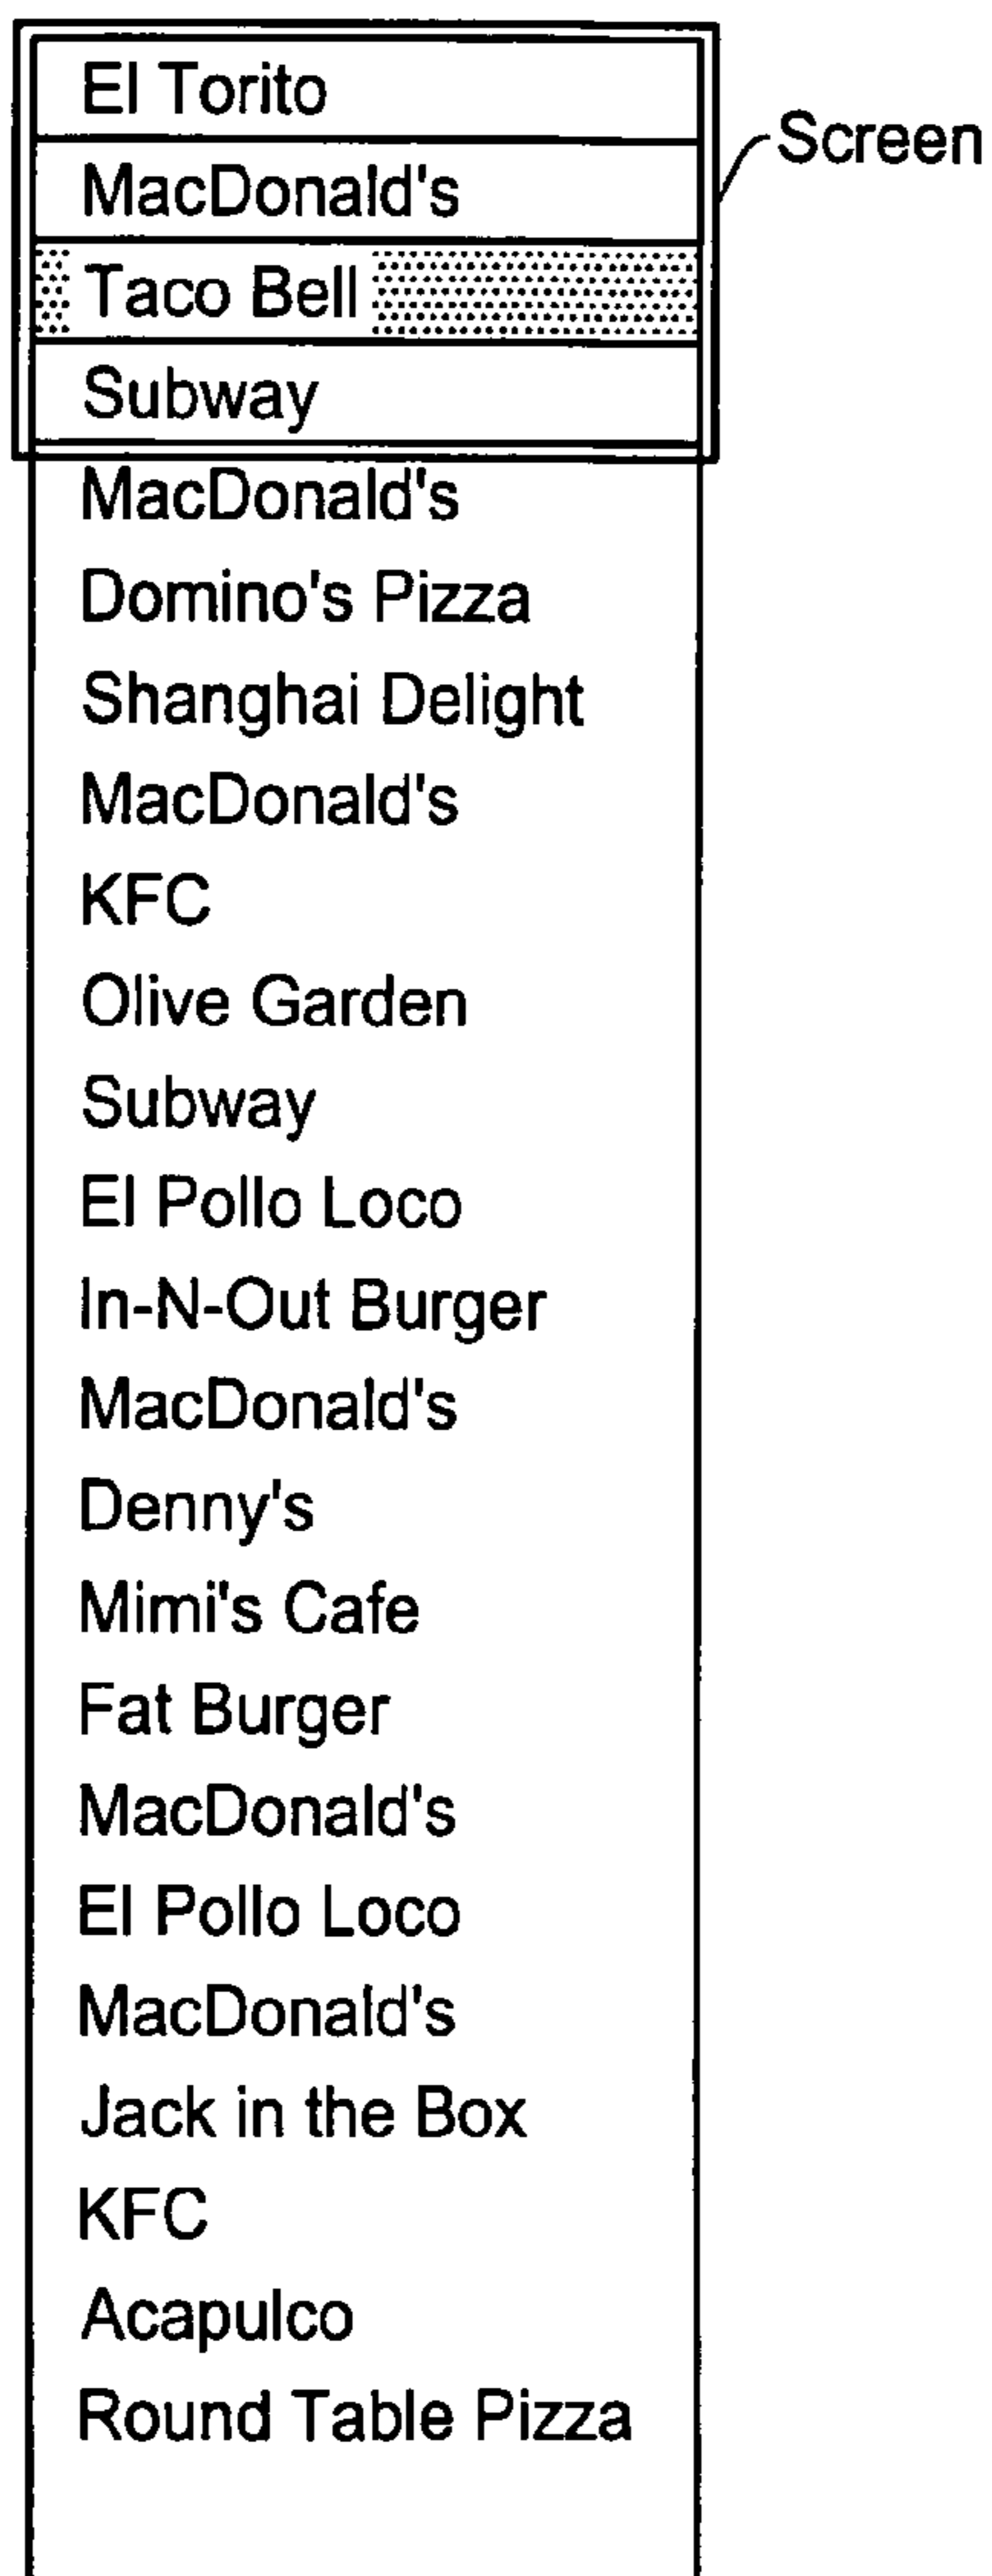 El Torito
Screen
MacDonald's
Taco Bell
Subway
MacDonald's
Domino's Pizza
Shanghai Delight
MacDonald's
KFC
Olive Garden
Subway
El Pollo Loco
In-N-Out Burger
MacDonald's
Denny's
Mimi's Cafe
Fat Burger
MacDonald's
El Pollo Loco
MacDonald's
Jack in the Box
KFC
Acapulco
Round Table Pizza